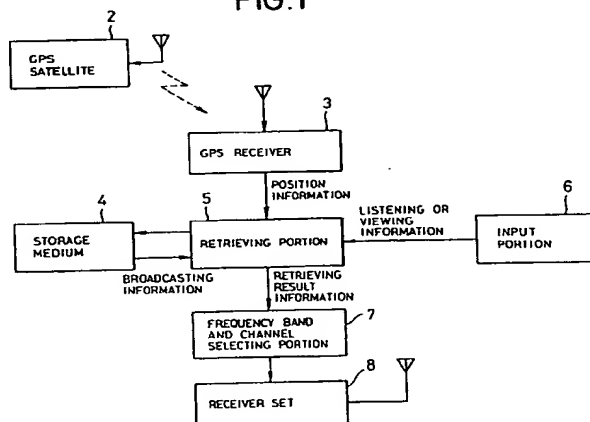 FIG.1
2
GPS
SATELLITE
3
GPS RECEIVER
POSITION
INFORMATION
4
STORAGE
MEDIUM
5
RETRIEVING PORTION
LISTENING OR
VIEWING
INFORMATION
6
INPUT
PORTION
BROADCASTING
INFORMATION
RETRIEVING
RESULT
INFORMATION
7
FREQUENCY BAND
AND CHANNEL
SELECTING PORTION
8
RECEIVER SET